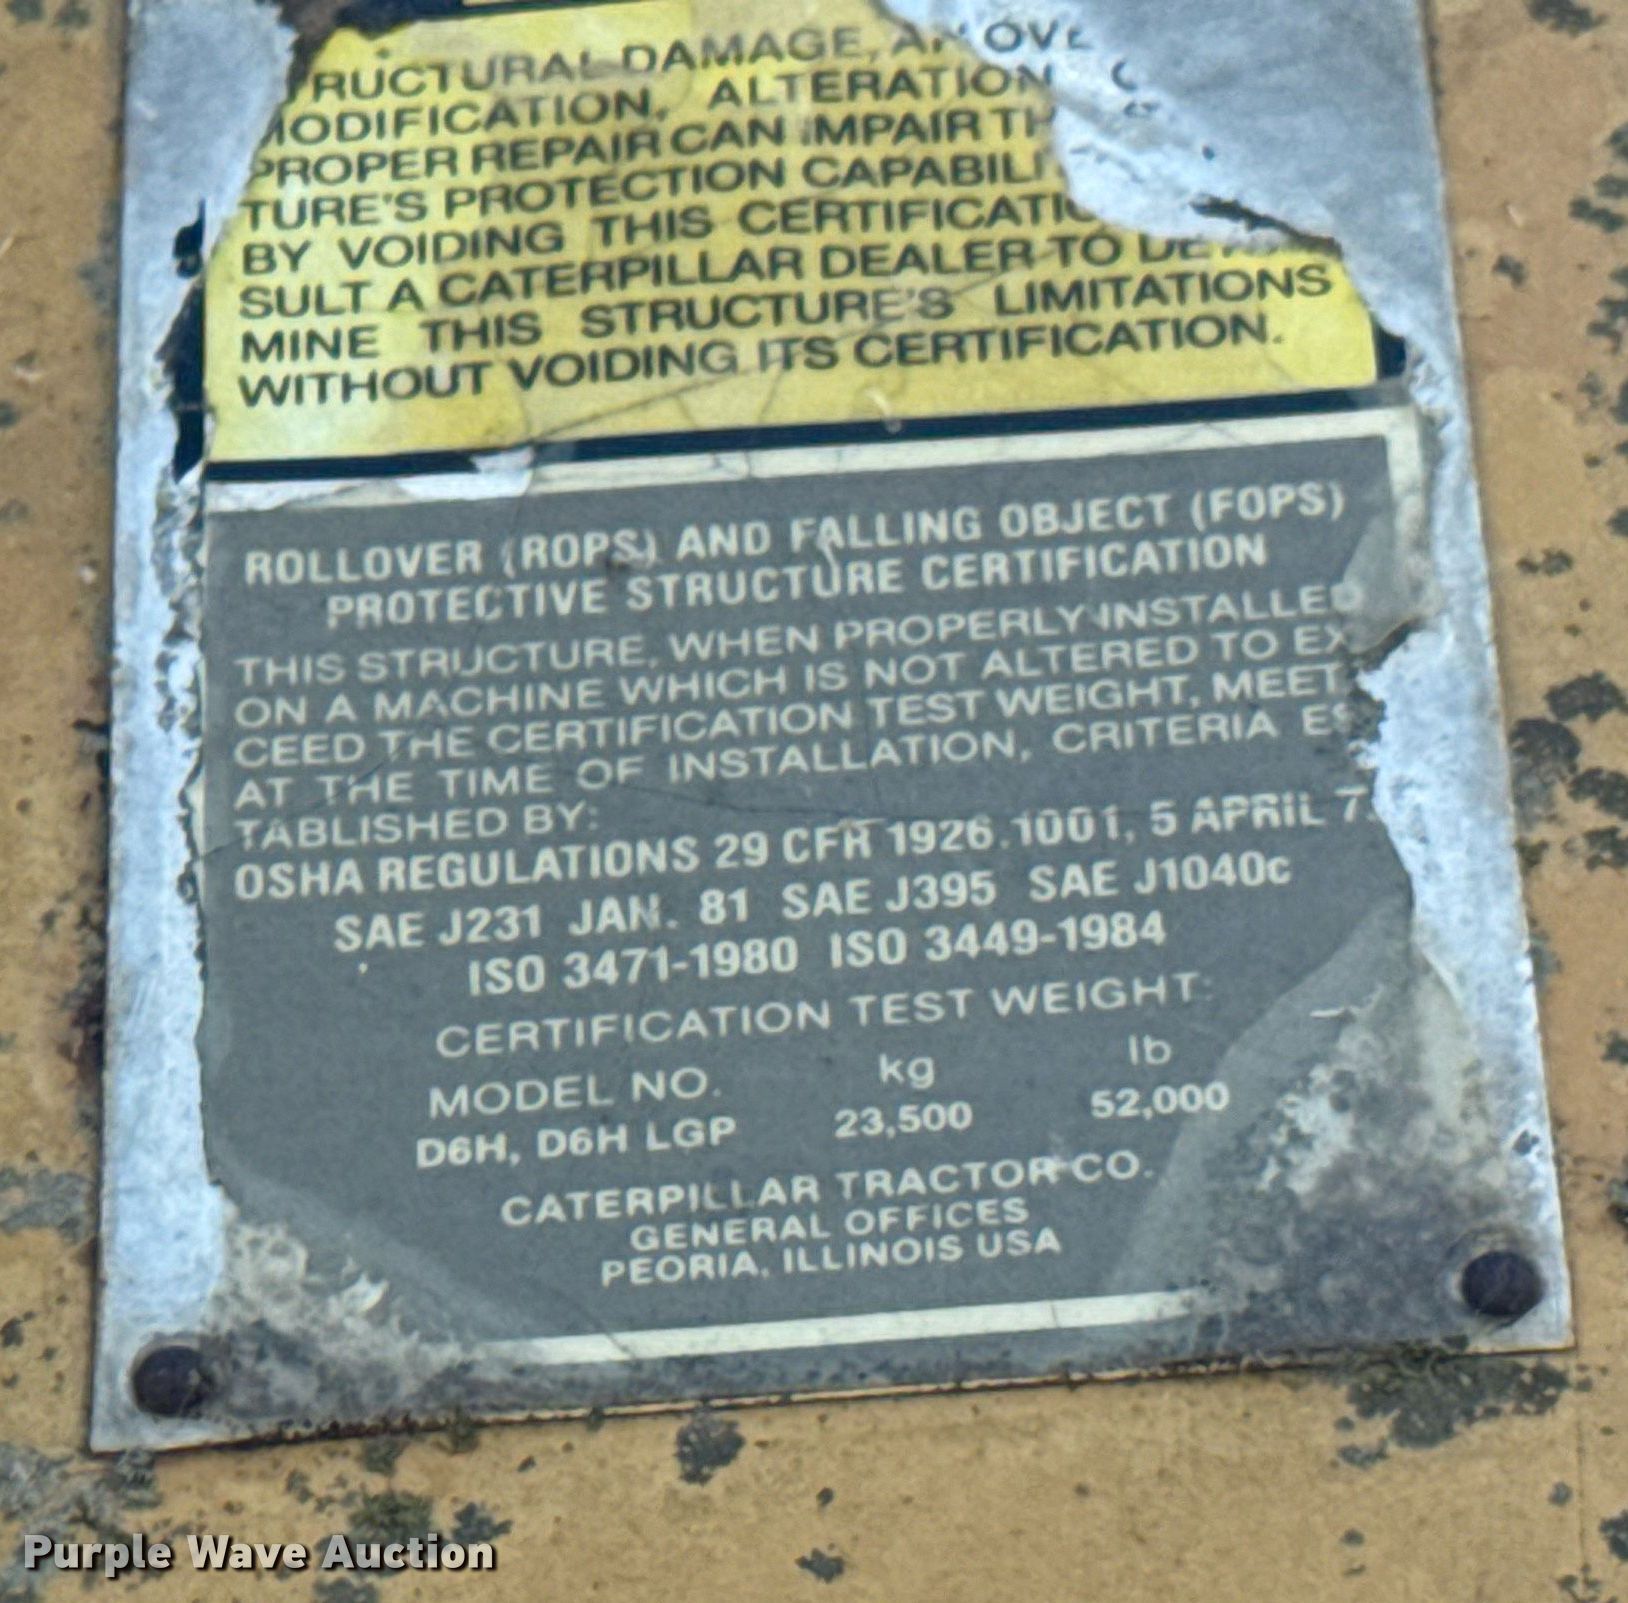 RUCTURAL DAMAGE, AN OVE
MODIFICATION, ALTERATION
PROPER REPAIR CAN IMPAIR TH
TURE'S PROTECTION CAPABILI
BY VOIDING THIS CERTIFICATIO
SULT A CATERPILLAR DEALER TO DE
MINE THIS STRUCTURE'S LIMITATIONS
WITHOUT VOIDING ITS CERTIFICATION.
ROLLOVER (ROPS) AND FALLING OBJECT (FOPS)
PROTECTIVE STRUCTURE CERTIFICATION
THIS STRUCTURE, WHEN PROPERLY INSTALLED
ON A MACHINE WHICH IS NOT ALTERED TO EX
CEED THE CERTIFICATION TEST WEIGHT, MEET
AT THE TIME OF INSTALLATION, CRITERIA ES
TABLISHED BY:
OSHA REGULATIONS 29 CFR 1926.1001, 5 APRIL 7
SAE J231 JAN. 81 SAE J395 SAE J1040c
ISO 3471-1980 ISO 3449-1984
CERTIFICATION TEST WEIGHT:
MODEL NO. kg lb
D6H, D6H LGP 23,500 52,000
CATERPILLAR TRACTOR CO.
GENERAL OFFICES
PEORIA, ILLINOIS USA
Purple Wave Auction